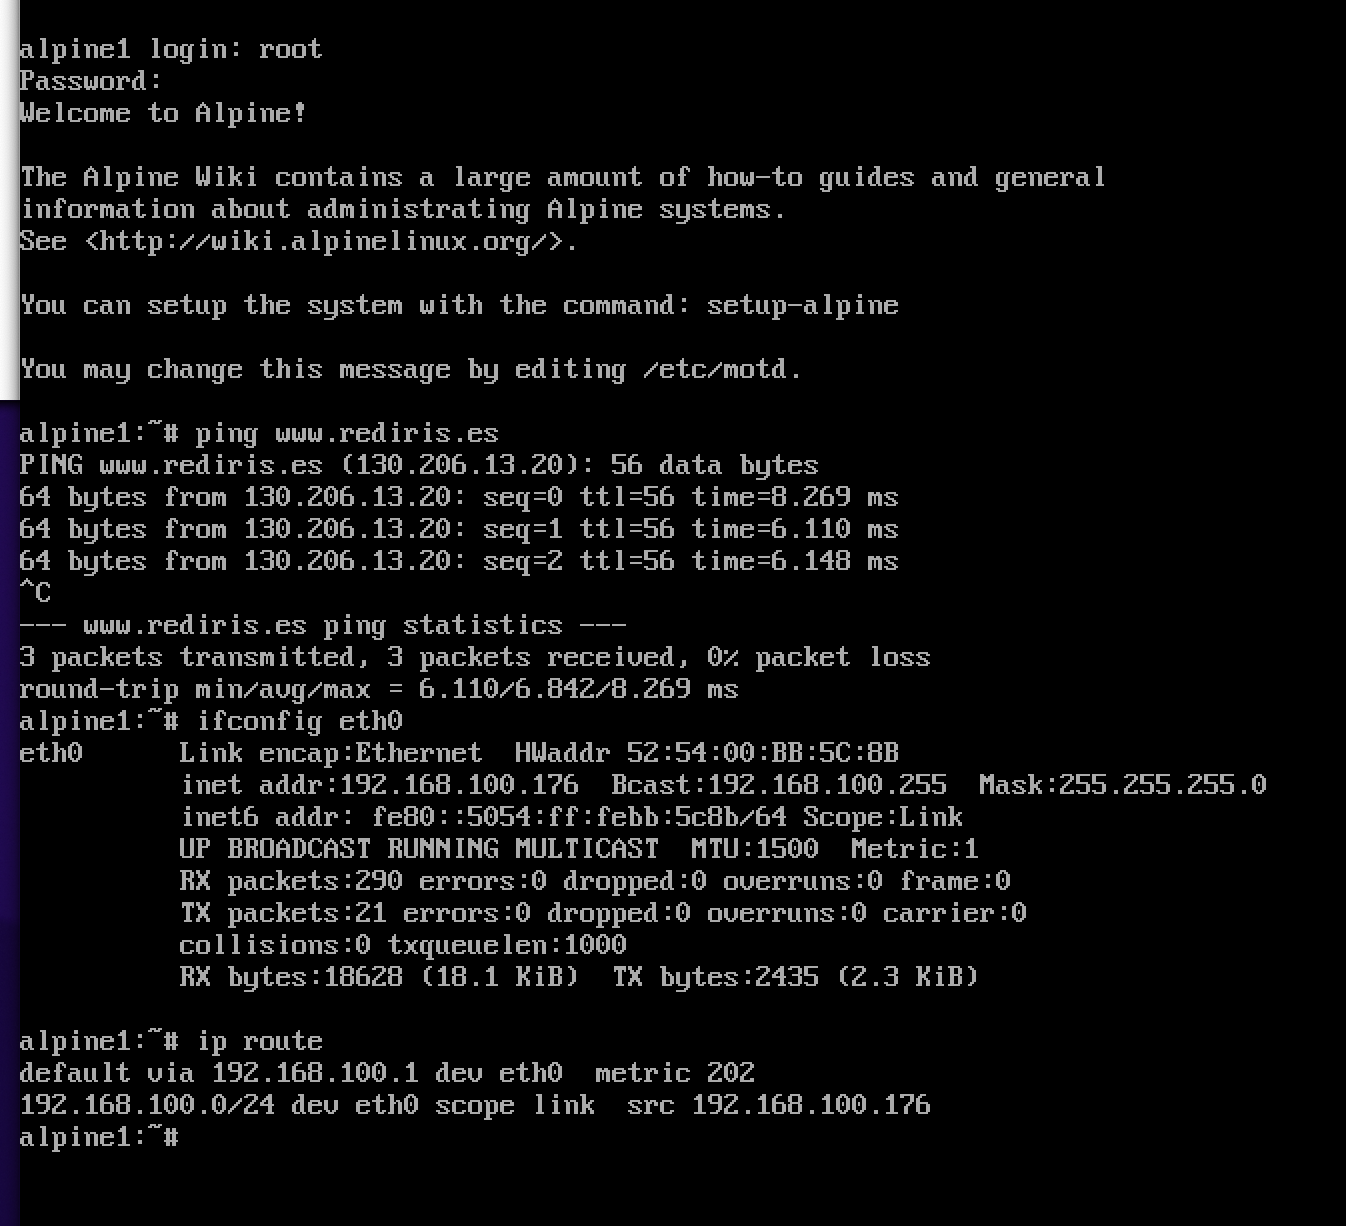 alpine1 login: root
Password:
Welcome to Alpine!
The Alpine Wiki contains a large amount of how-to guides and general
information about administrating Alpine systems.
See <http://wiki.alpinelinux.org/>.
You can setup the system with the command: setup-alpine
You may change this message by editing /etc/motd.
alpine1:~# ping www.rediris.es
PING www.rediris.es (130.206.13.20): 56 data bytes
64 bytes from 130.206.13.20: seq=0 ttl=56 time=8.269 ms
64 bytes from 130.206.13.20: seq=1 ttl=56 time=6.110 ms
64 bytes from 130.206.13.20: seq=2 ttl=56 time=6.148 ms
^C
--- www.rediris.es ping statistics ---
3 packets transmitted, 3 packets received, 0% packet loss
round-trip min/avg/max = 6.110/6.842/8.269 ms
alpine1:~# ifconfig eth0
eth0      Link encap:Ethernet  HWaddr 52:54:00:BB:5C:8B
          inet addr:192.168.100.176  Bcast:192.168.100.255  Mask:255.255.255.0
          inet6 addr: fe80::5054:ff:febb:5c8b/64 Scope:Link
          UP BROADCAST RUNNING MULTICAST  MTU:1500  Metric:1
          RX packets:290 errors:0 dropped:0 overruns:0 frame:0
          TX packets:21 errors:0 dropped:0 overruns:0 carrier:0
          collisions:0 txqueuelen:1000
          RX bytes:18628 (18.1 KiB)  TX bytes:2435 (2.3 KiB)
alpine1:~# ip route
default via 192.168.100.1 dev eth0  metric 202
192.168.100.0/24 dev eth0 scope link  src 192.168.100.176
alpine1:~#